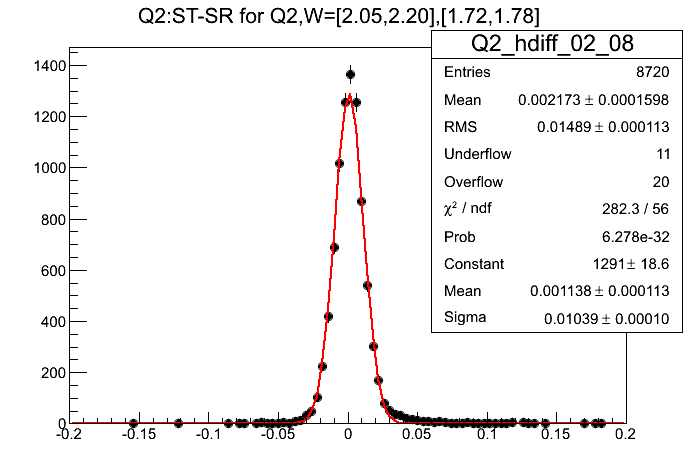 Q2:ST-SR for Q2,W=[2.05,2.20],[1.72,1.78]
Q2_hdiff_02_08
Entries 8720
Mean 0.002173 ± 0.0001598
RMS 0.01489 ± 0.000113
Underflow 11
Overflow 20
χ² / ndf 282.3 / 56
Prob 6.278e-32
Constant 1291± 18.6
Mean 0.001138 ± 0.000113
Sigma 0.01039 ± 0.00010
1400
1200
1000
800
600
400
200
0
-0.2 -0.15 -0.1 -0.05 0 0.05 0.1 0.15 0.2